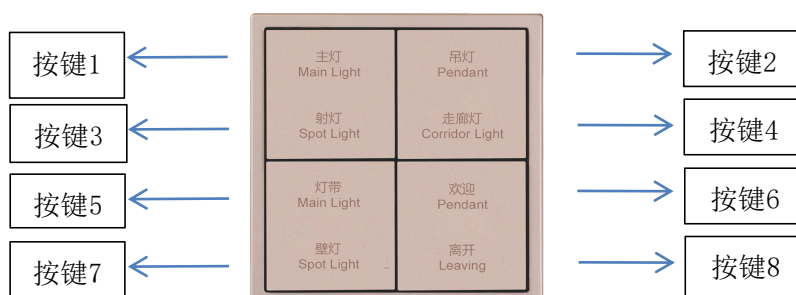 按键1
主灯
Main Light
吊灯
Pendant
按键2
按键3
射灯
Spot Light
走廊灯
Corridor Light
按键4
按键5
灯带
Main Light
欢迎
Pendant
按键6
按键7
壁灯
Spot Light
离开
Leaving
按键8